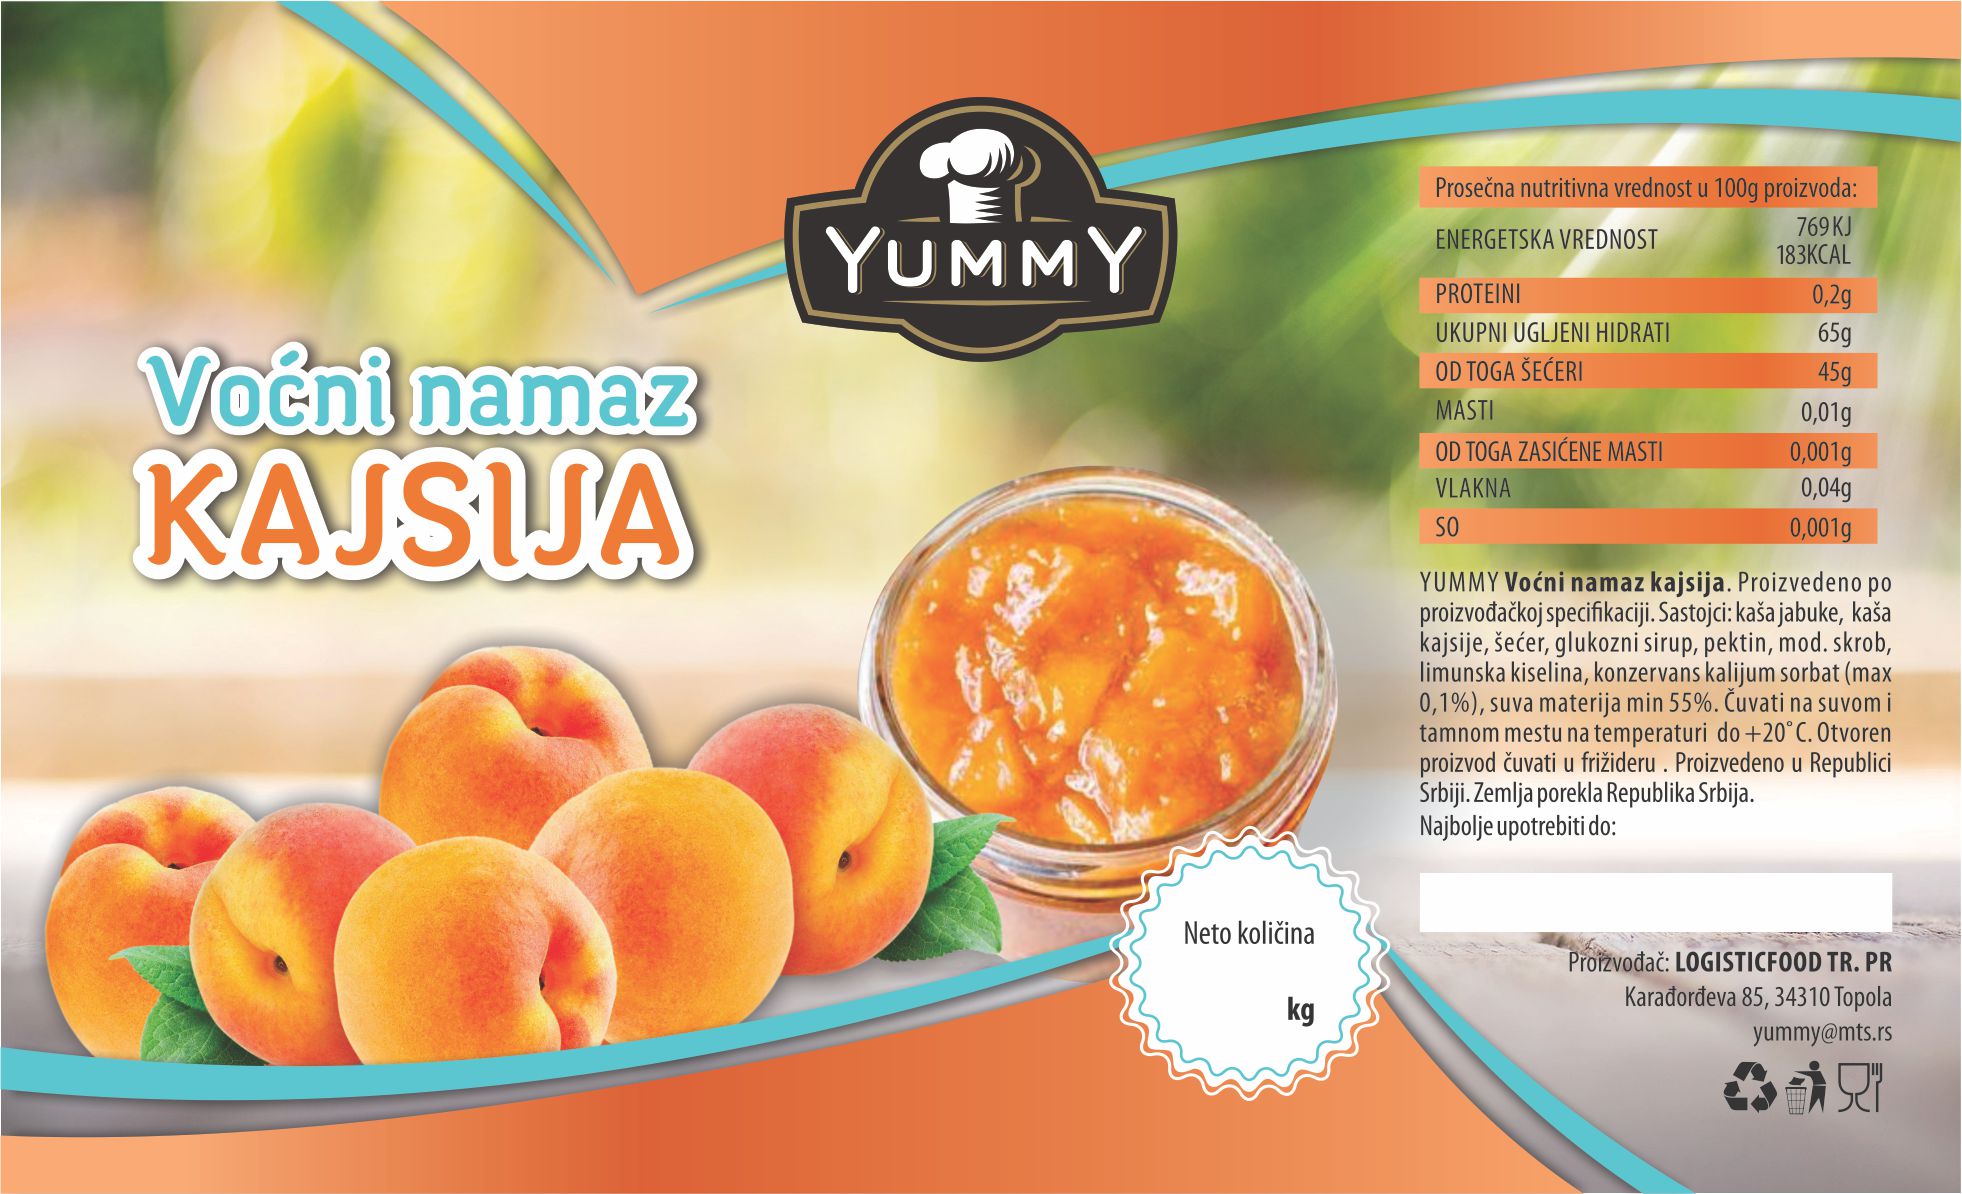 YUMMY
Voćni namaz
KAJSIJA
Prosečna nutritivna vrednost u 100g proizvoda:
ENERGETSKA VREDNOST 769 KJ
183KCAL
PROTEINI 0,2g
UKUPNI UGLJENI HIDRATI 65g
OD TOGA ŠEĆERI 45g
MASTI 0,01g
OD TOGA ZASIĆENE MASTI 0,001g
VLAKNA 0,04g
SO 0,001g
YUMMY Voćni namaz kajsija. Proizvedeno po
proizvođačkoj specifikaciji. Sastojci: kaša jabuke, kaša
kajsije, šećer, glukozni sirup, pektin, mod. skrob,
limunska kiselina, konzervans kalijum sorbat (max
0,1%), suva materija min 55%. Čuvati na suvom i
tamnom mestu na temperaturi do +20˚C. Otvoren
proizvod čuvati u frižideru . Proizvedeno u Republici
Srbiji. Zemlja porekla Republika Srbija.
Najbolje upotrebiti do:
Neto količina
kg
Proizvođač: LOGISTICFOOD TR. PR
Karađorđeva 85, 34310 Topola
yummy@mts.rs